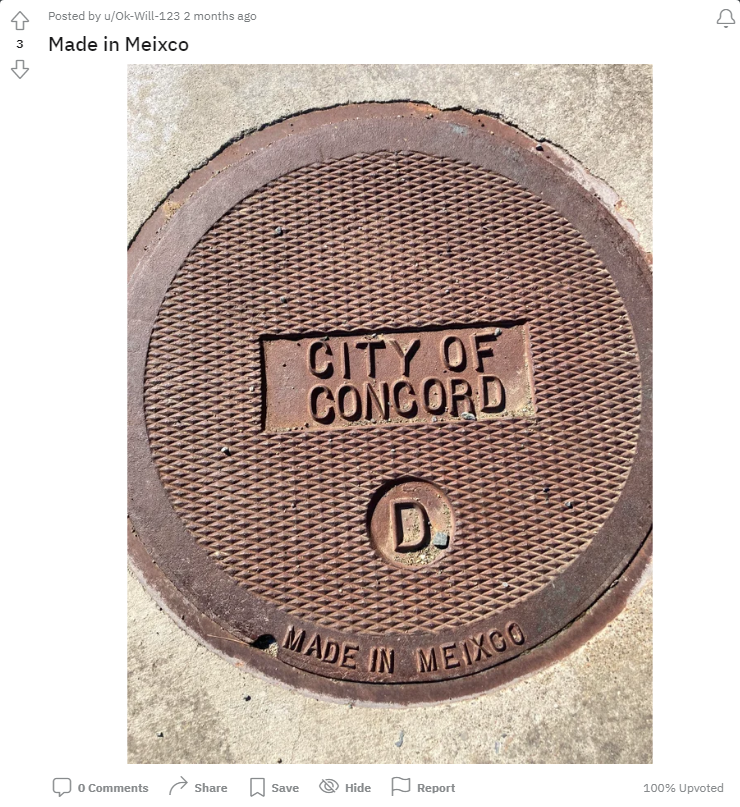 Posted by u/Ok-Will-123 2 months ago
3
Made in Meixco
CITY OF
CONCORD
D
MADE IN MEIXCO
0 Comments Share Save Hide Report 100% Upvoted